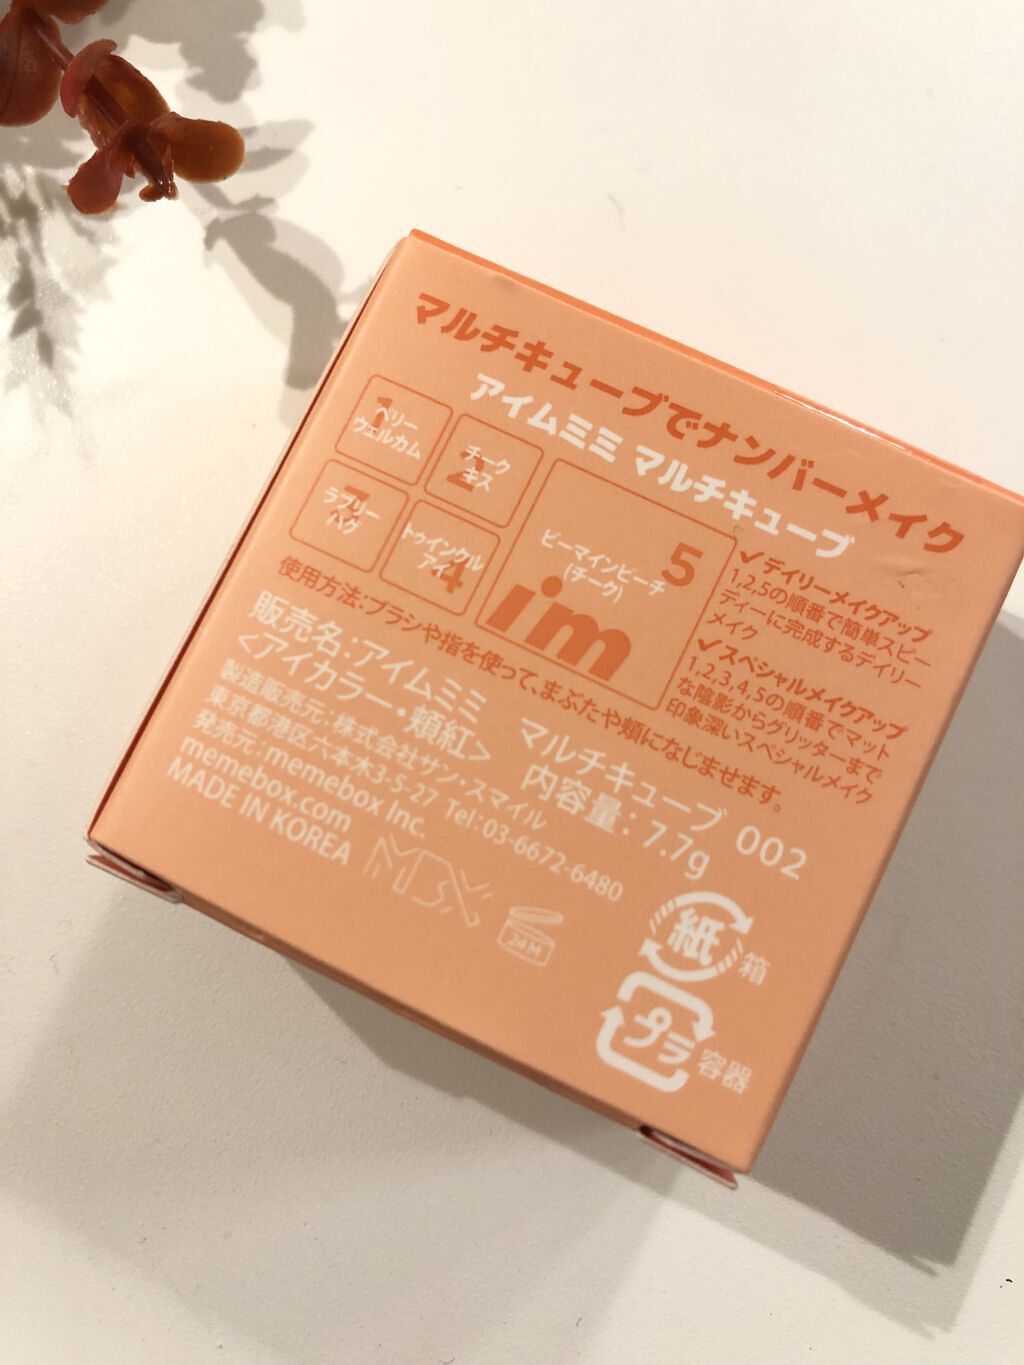 マルチキューブでナンバーメイク
アイムミミ マルチキューブ
1
ベリー
ウェルカム
2
チーク
キス
3
ラブリー
ハグ
4
トゥインクル
アイ
5
ビーマインピーチ
(チーク)
I'm
✓デイリーメイクアップ
1,2,5の順番で簡単スピー
ディーに完成するデイリー
メイク
✓スペシャルメイクアップ
1,2,3,4,5の順番でマット
な陰影からグリッターまで
印象深いスペシャルメイク
使用方法:ブラシや指を使って、まぶたや頬になじませます。
販売名:アイムミミ マルチキューブ 002
<アイカラー・頬紅> 内容量:7.7g
製造販売元:株式会社サン・スマイル
東京都港区六本木3-5-27 Tel:03-6672-6480
発売元:memebox Inc.
memebox.com
MADE IN KOREA
MBX
24M
紙 箱
プラ 容器